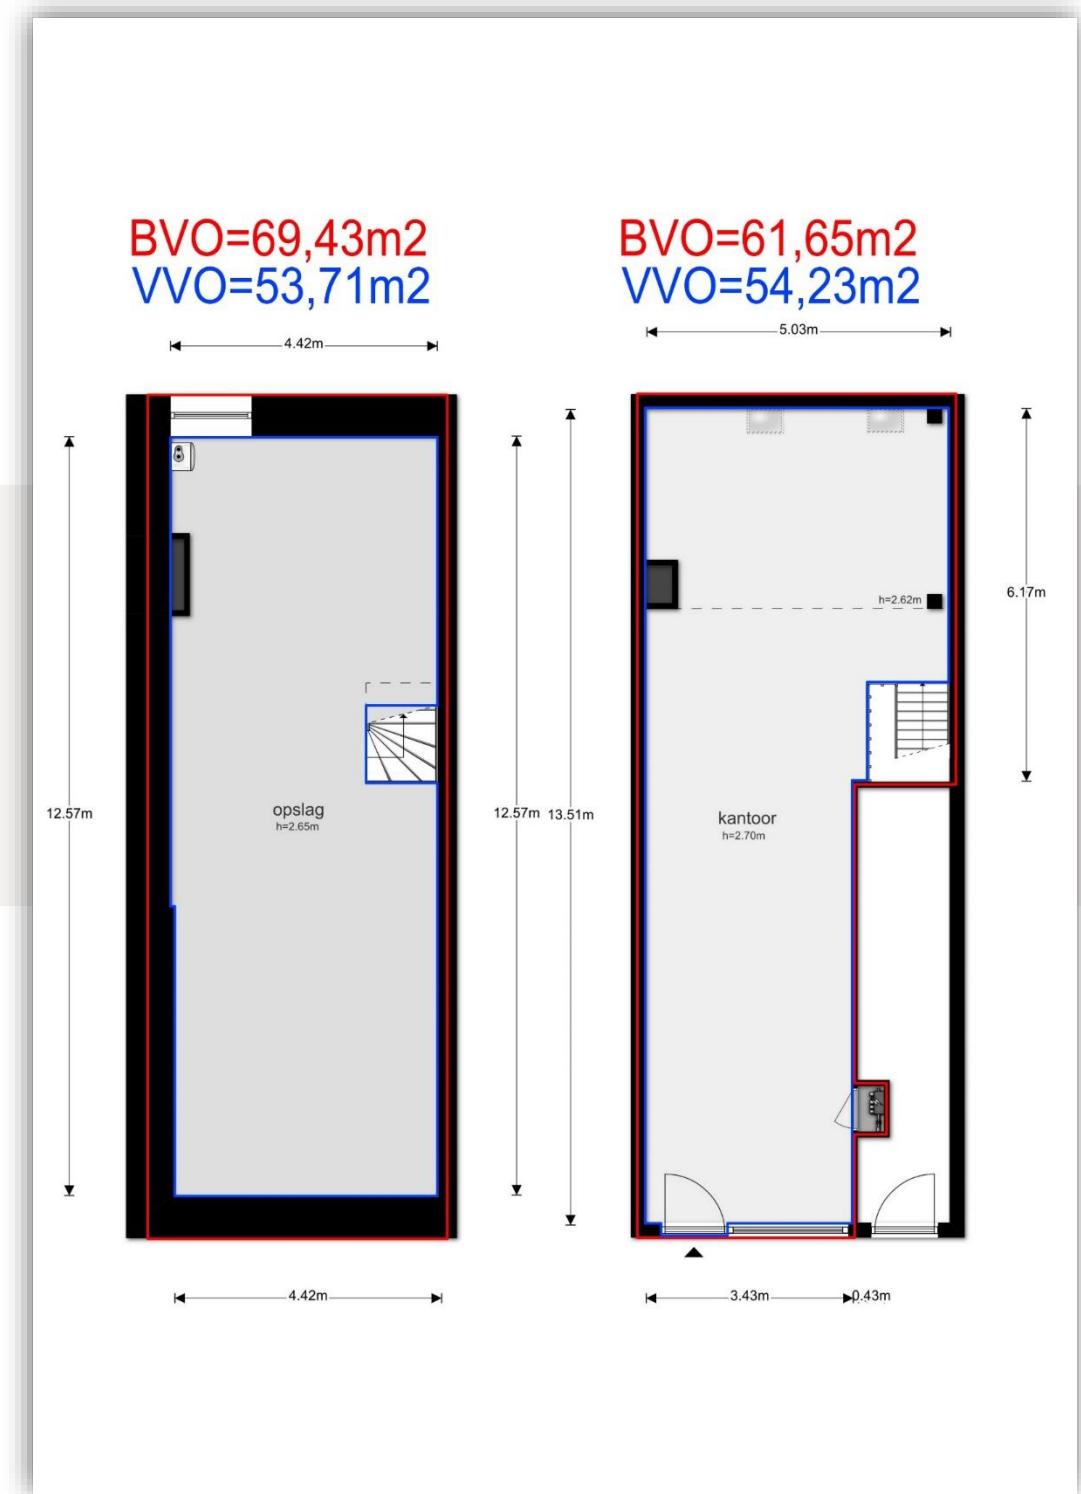 BVO=69,43m2
VVO=53,71m2
4.42m
12.57m
opslag
h=2.65m
12.57m
4.42m
BVO=61,65m2
VVO=54,23m2
5.03m
13.51m
h=2.62m
6.17m
kantoor
h=2.70m
3.43m
0.43m